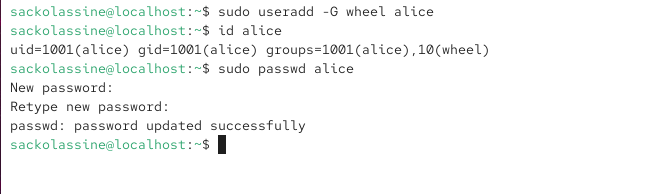 sackolassine@localhost:~$ sudo useradd -G wheel alice
sackolassine@localhost:~$ id alice
uid=1001(alice) gid=1001(alice) groups=1001(alice),10(wheel)
sackolassine@localhost:~$ sudo passwd alice
New password:
Retype new password:
passwd: password updated successfully
sackolassine@localhost:~$